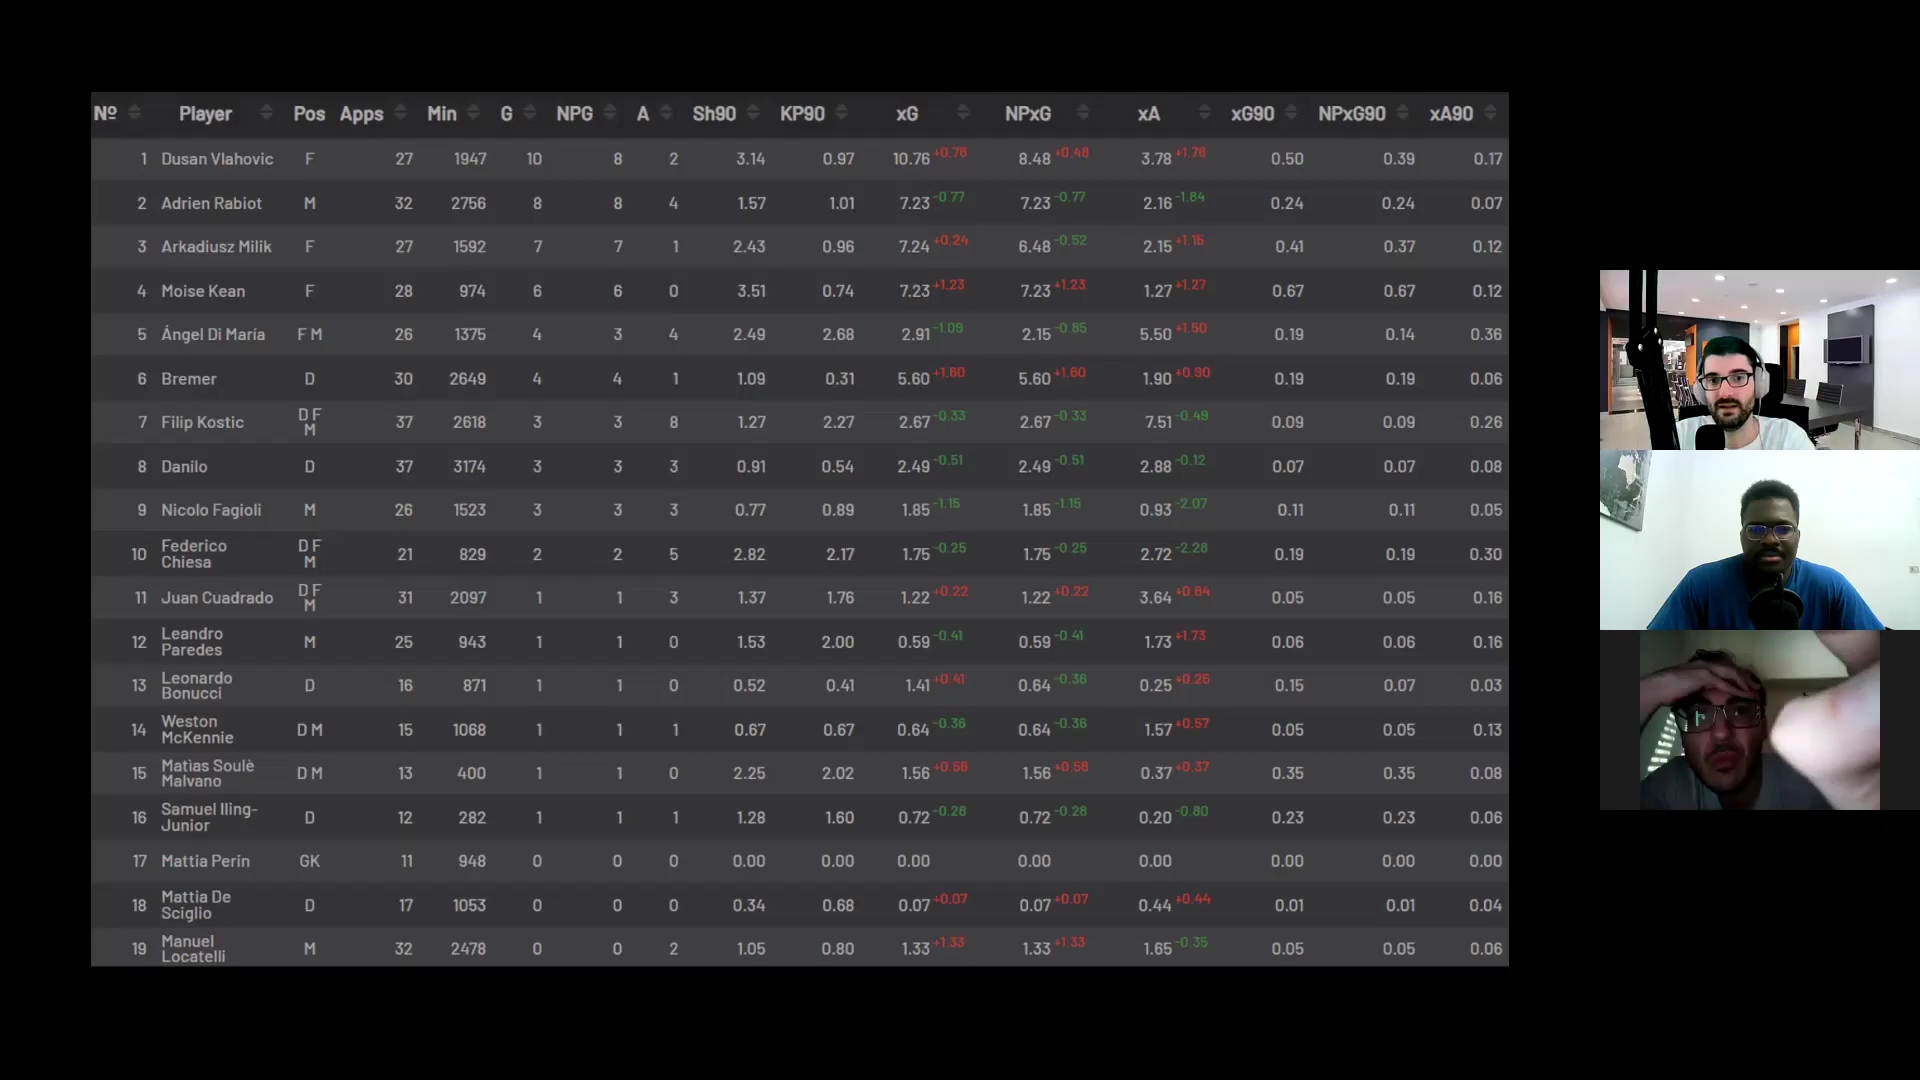 Nº Player Pos Apps Min G NPG A Sh90 KP90 xG NPxG xA xG90 NPxG90 xA90
1 Dusan Vlahovic F 27 1947 10 8 2 3.14 0.97 10.76 +0.76 8.48 +0.48 3.78 +1.78 0.50 0.39 0.17
2 Adrien Rabiot M 32 2756 8 8 4 1.57 1.01 7.23 -0.77 7.23 -0.77 2.16 -1.84 0.24 0.24 0.07
3 Arkadiusz Milik F 27 1592 7 7 1 2.43 0.96 7.24 +0.24 6.48 -0.52 2.15 +1.15 0.41 0.37 0.12
4 Moise Kean F 28 974 6 6 0 3.51 0.74 7.23 +1.23 7.23 +1.23 1.27 +1.27 0.67 0.67 0.12
5 Ángel Di María F M 26 1375 4 3 4 2.49 2.68 2.91 -1.09 2.15 -0.85 5.50 +1.50 0.19 0.14 0.36
6 Bremer D 30 2649 4 4 1 1.09 0.31 5.60 +1.60 5.60 +1.60 1.90 +0.90 0.19 0.19 0.06
7 Filip Kostic D F M 37 2618 3 3 8 1.27 2.27 2.67 -0.33 2.67 -0.33 7.51 -0.49 0.09 0.09 0.26
8 Danilo D 37 3174 3 3 3 0.91 0.54 2.49 -0.51 2.49 -0.51 2.88 -0.12 0.07 0.07 0.08
9 Nicolo Fagioli M 26 1523 3 3 3 0.77 0.89 1.85 -1.15 1.85 -1.15 0.93 -2.07 0.11 0.11 0.05
10 Federico Chiesa D F M 21 829 2 2 5 2.82 2.17 1.75 -0.25 1.75 -0.25 2.72 -2.28 0.19 0.19 0.30
11 Juan Cuadrado D F M 31 2097 1 1 3 1.37 1.76 1.22 +0.22 1.22 +0.22 3.64 +0.64 0.05 0.05 0.16
12 Leandro Paredes M 25 943 1 1 0 1.53 2.00 0.59 -0.41 0.59 -0.41 1.73 +1.73 0.06 0.06 0.16
13 Leonardo Bonucci D 16 871 1 1 0 0.52 0.41 1.41 +0.41 0.64 -0.36 0.25 +0.25 0.15 0.07 0.03
14 Weston McKennie D M 15 1068 1 1 1 0.67 0.67 0.64 -0.36 0.64 -0.36 1.57 +0.57 0.05 0.05 0.13
15 Matìas Soulè Malvano D M 13 400 1 1 0 2.25 2.02 1.56 +0.56 1.56 +0.56 0.37 +0.37 0.35 0.35 0.08
16 Samuel Iling-Junior D 12 282 1 1 1 1.28 1.60 0.72 -0.28 0.72 -0.28 0.20 -0.80 0.23 0.23 0.06
17 Mattia Perin GK 11 948 0 0 0 0.00 0.00 0.00 0.00 0.00 0.00 0.00 0.00
18 Mattia De Sciglio D 17 1053 0 0 0 0.34 0.68 0.07 +0.07 0.07 +0.07 0.44 +0.44 0.01 0.01 0.04
19 Manuel Locatelli M 32 2478 0 0 2 1.05 0.80 1.33 +1.33 1.33 +1.33 1.65 -0.35 0.05 0.05 0.06